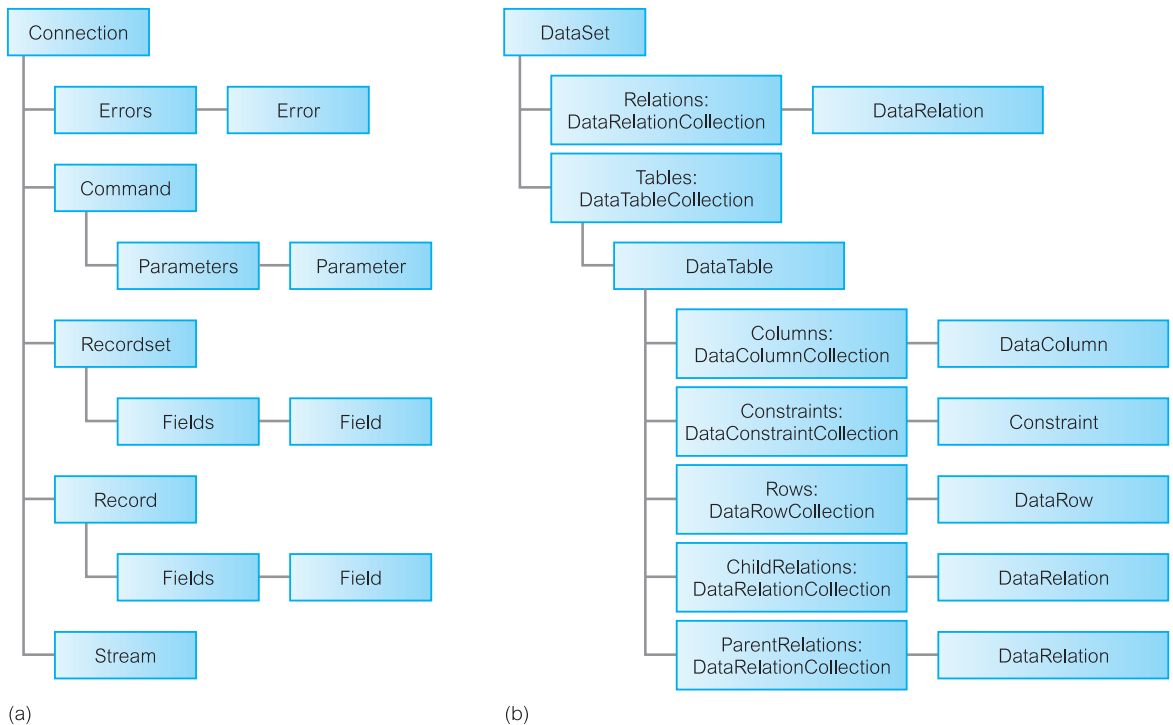 Connection
Errors
Error
Command
Parameters
Parameter
Recordset
Fields
Field
Record
Fields
Field
Stream
(a)
DataSet
Relations:
DataRelationCollection
DataRelation
Tables:
DataTableCollection
DataTable
Columns:
DataColumnCollection
DataColumn
Constraints:
DataConstraintCollection
Constraint
Rows:
DataRowCollection
DataRow
ChildRelations:
DataRelationCollection
DataRelation
ParentRelations:
DataRelationCollection
DataRelation
(b)